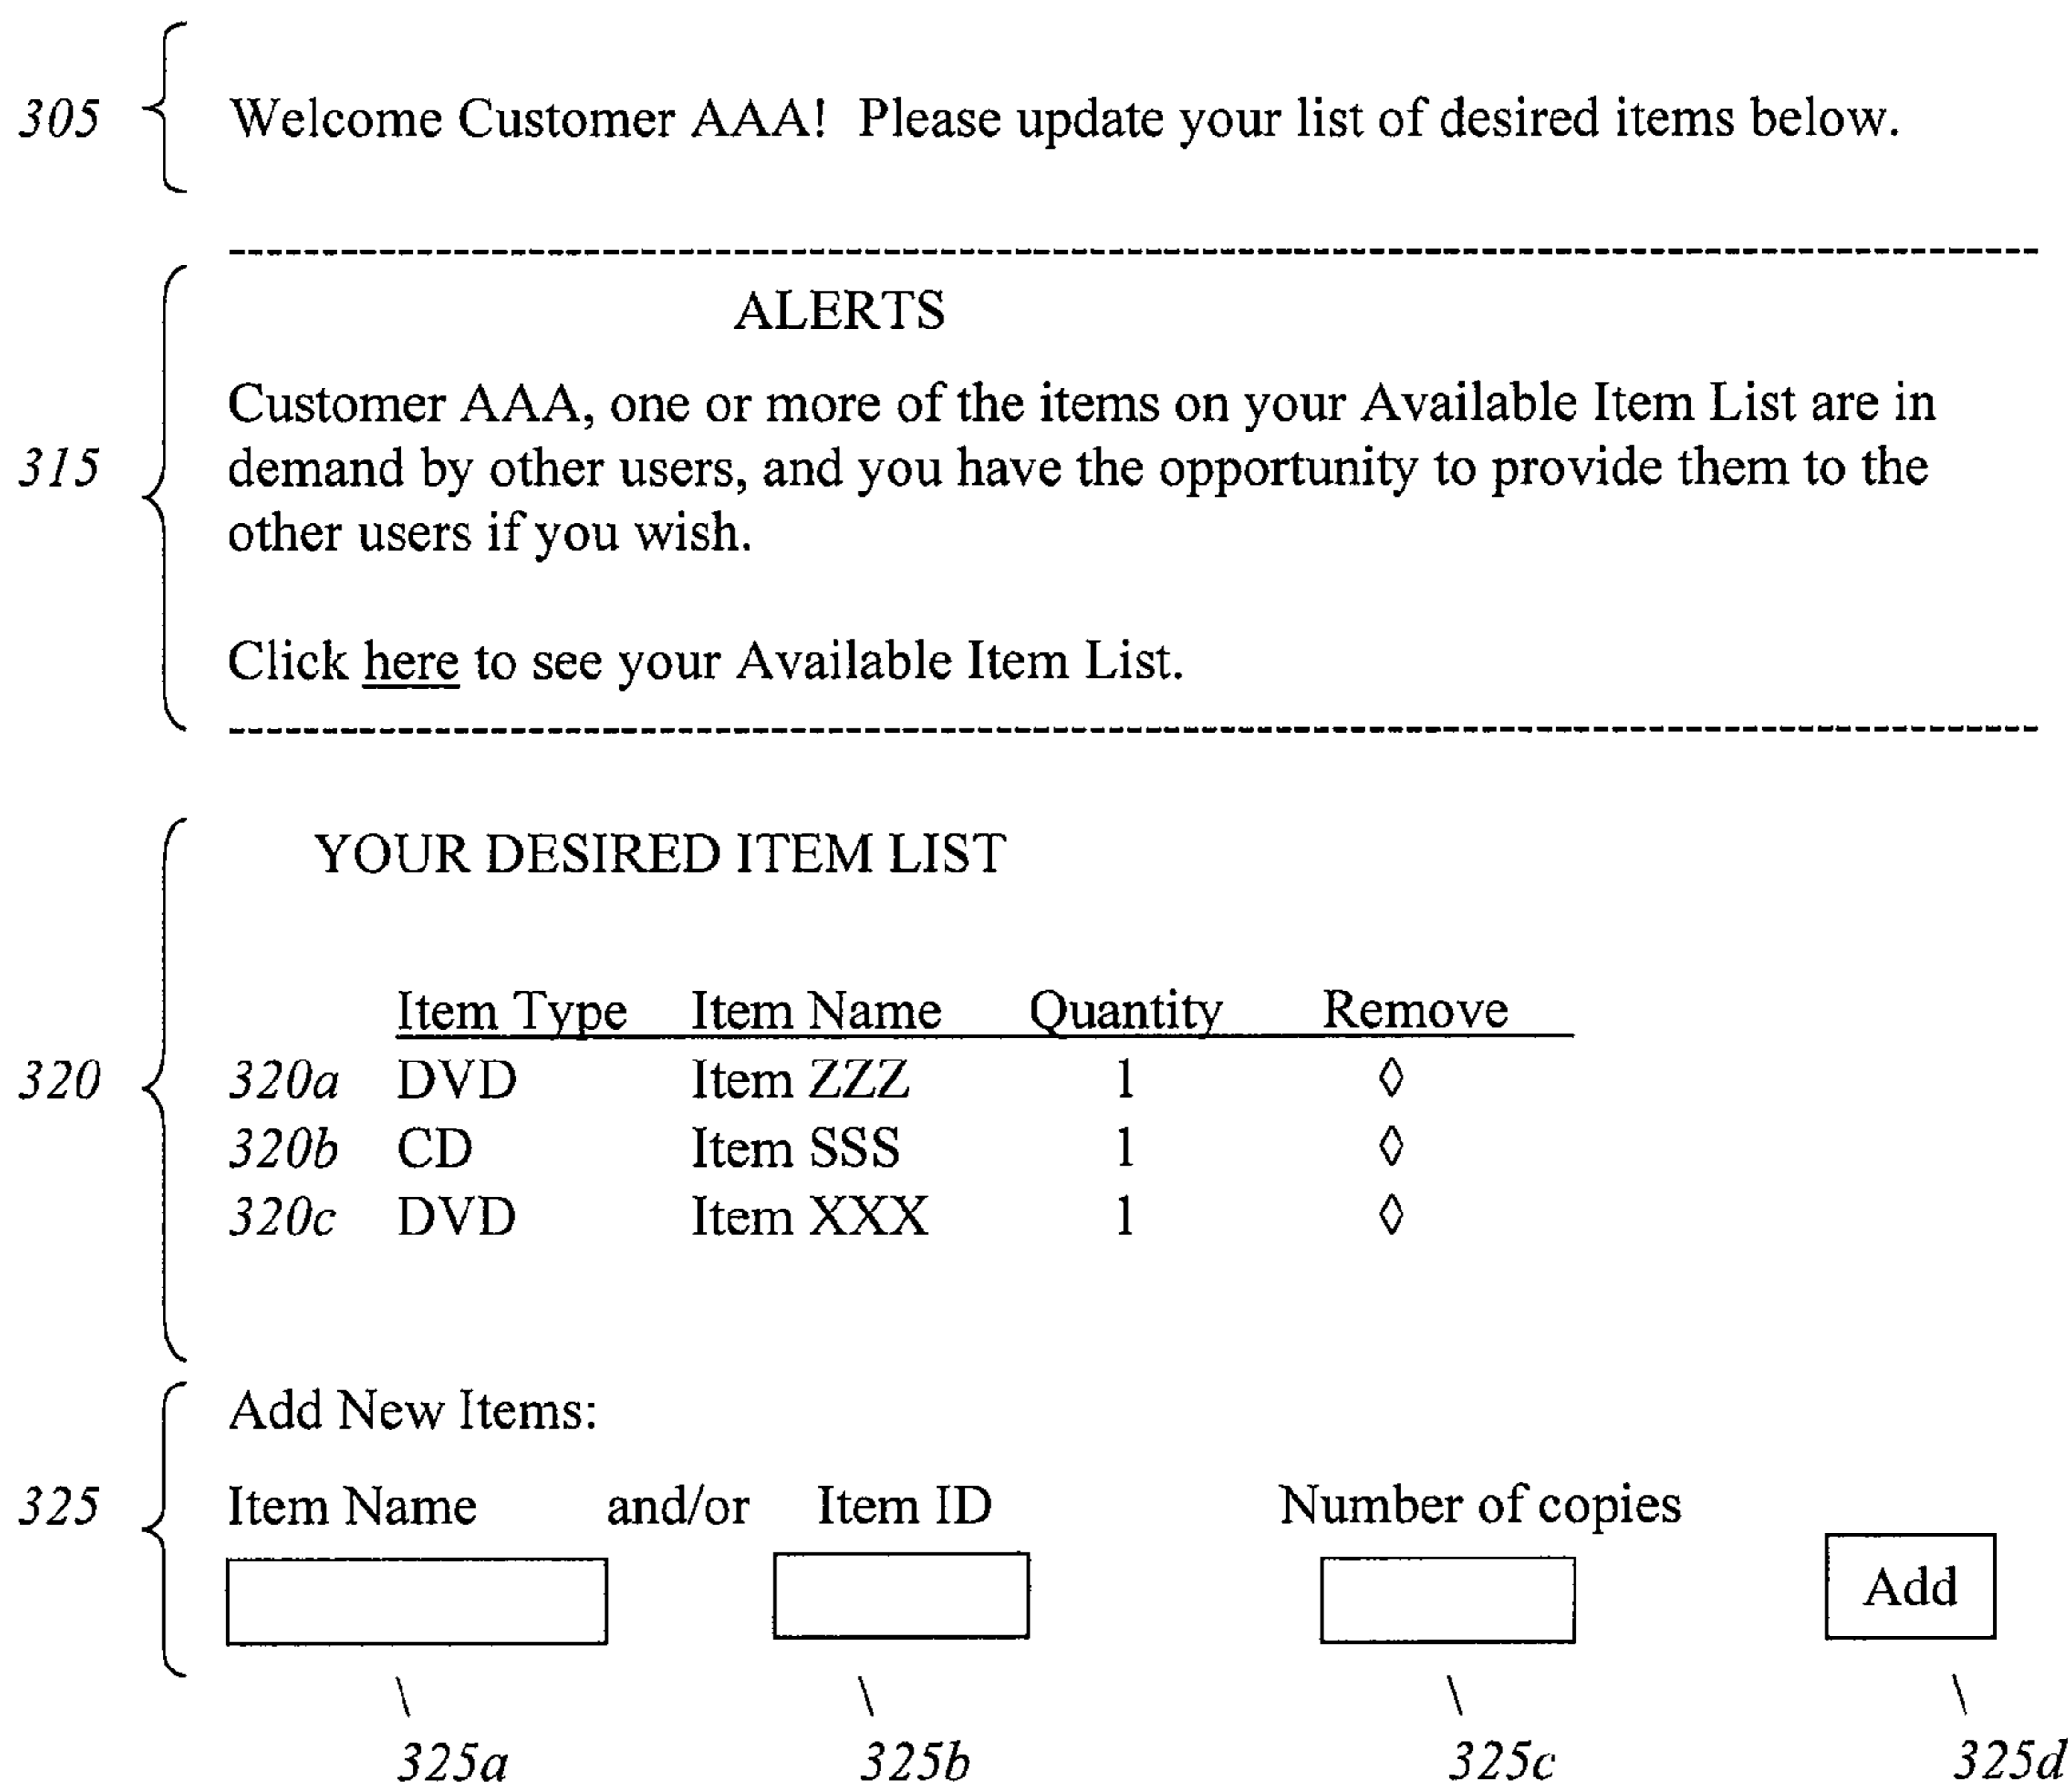 305 Welcome Customer AAA! Please update your list of desired items below.
ALERTS
Customer AAA, one or more of the items on your Available Item List are in
315 demand by other users, and you have the opportunity to provide them to the
other users if you wish.
Click here to see your Available Item List.
YOUR DESIRED ITEM LIST
Item Type Item Name Quantity Remove
320 320a DVD Item ZZZ 1 ◊
320b CD Item SSS 1 ◊
320c DVD Item XXX 1 ◊
Add New Items:
325 Item Name and/or Item ID Number of copies
Add
325a 325b 325c 325d